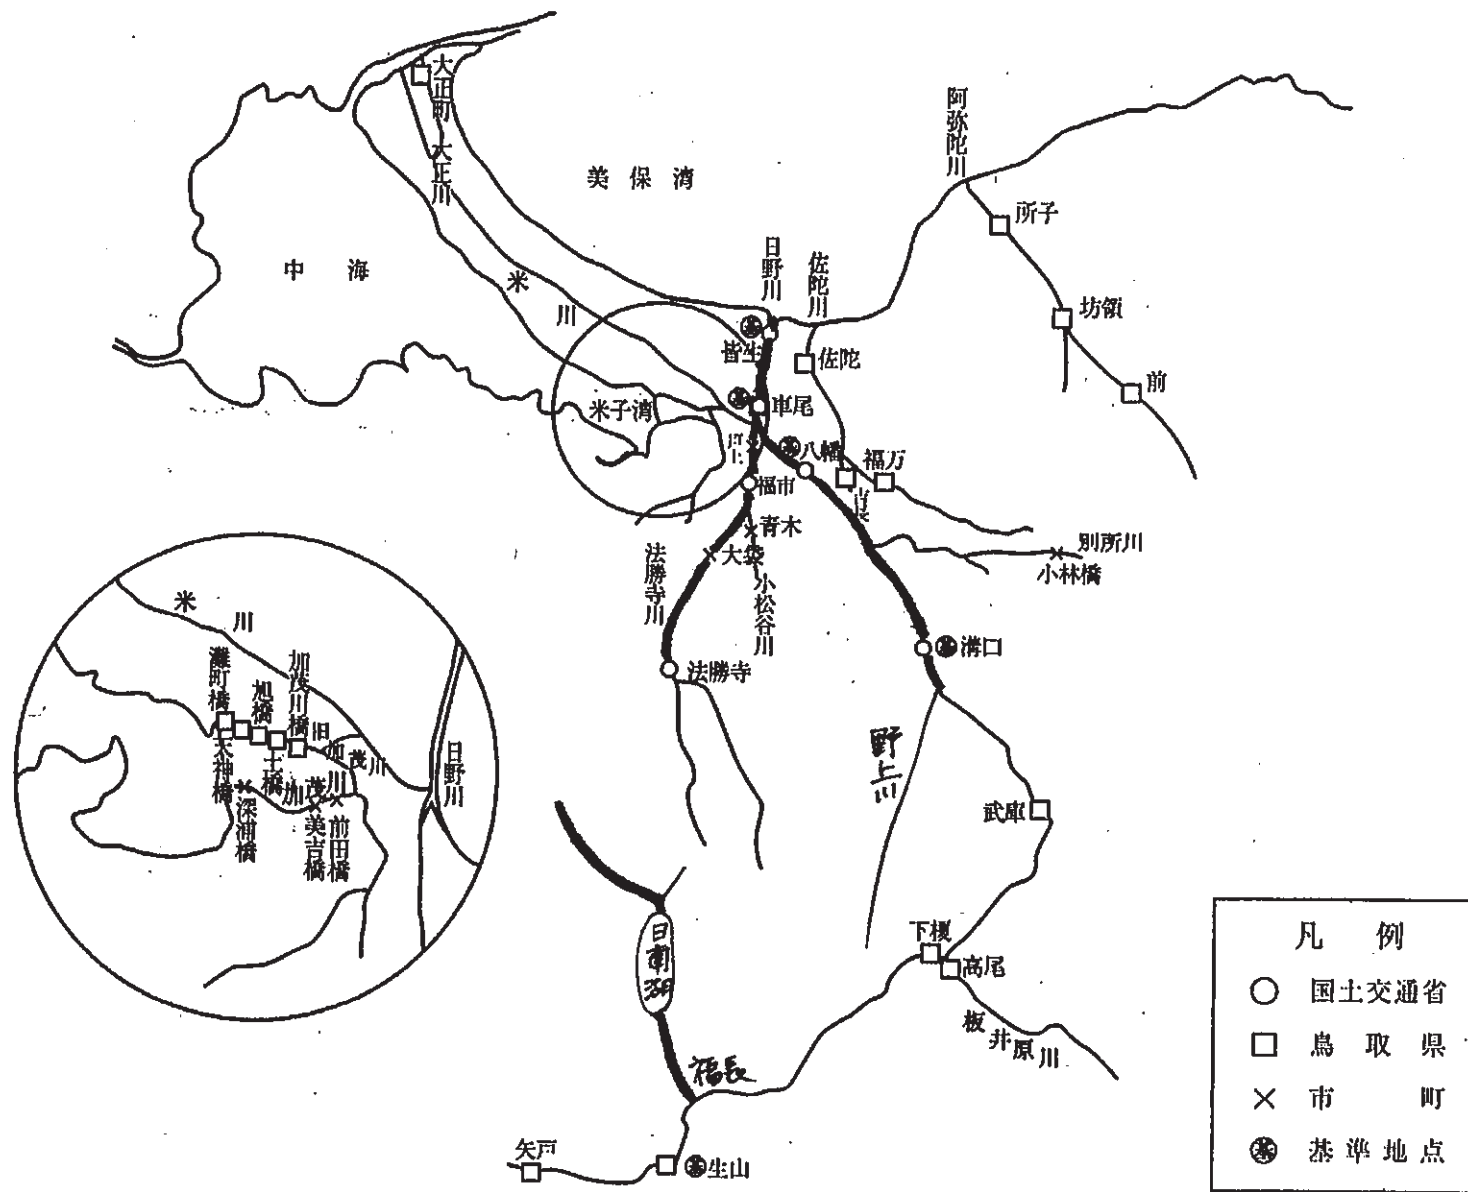 大正町
大正川
美保湾
阿弥陀川
所子
中海
米川
日野川
佐陀川
坊領
皆生
佐陀
前
米子湾
車尾
八幡
福万
福市
青木
大袋
法勝寺川
小松谷川
別所川
小林橋
溝口
法勝寺
米川
灘町橋
旭橋
加茂川橋
旧加茂川
天神橋
土橋
加茂川
日野川
深浦橋
美吉橋
前田橋
野上川
武庫
日南湖
下榎
高尾
板井原川
福長
矢戸
基 生山
凡例
国土交通省
鳥取県
市町
基 基準地点